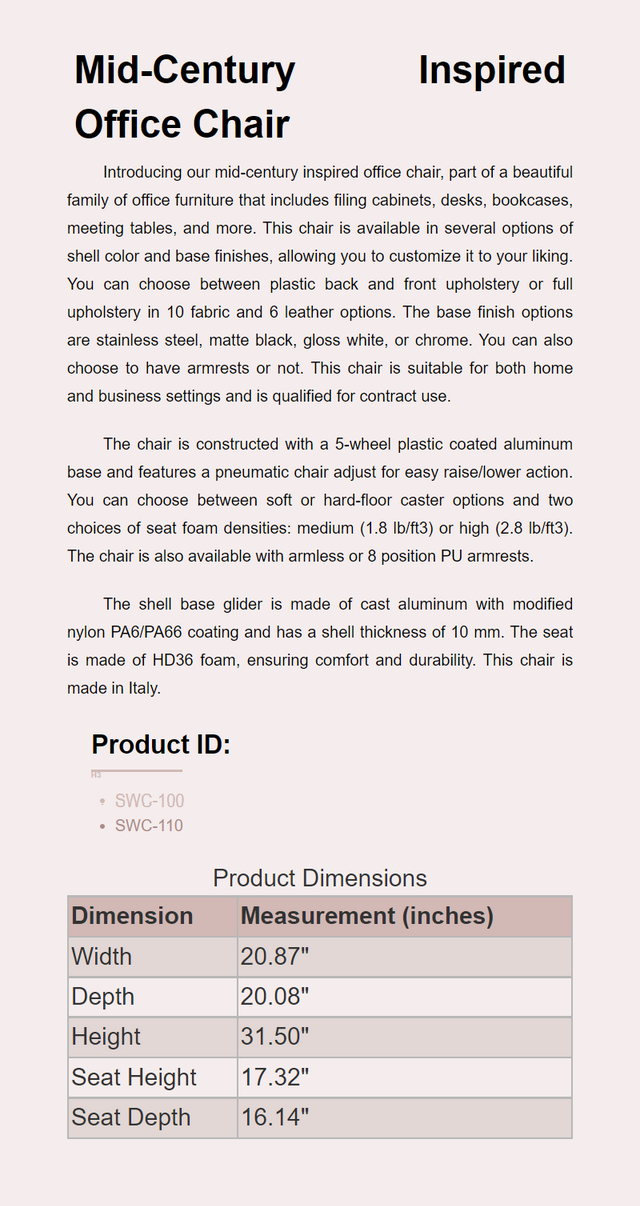 Mid-Century Inspired
Office Chair
Introducing our mid-century inspired office chair, part of a beautiful
family of office furniture that includes filing cabinets, desks, bookcases,
meeting tables, and more. This chair is available in several options of
shell color and base finishes, allowing you to customize it to your liking.
You can choose between plastic back and front upholstery or full
upholstery in 10 fabric and 6 leather options. The base finish options
are stainless steel, matte black, gloss white, or chrome. You can also
choose to have armrests or not. This chair is suitable for both home
and business settings and is qualified for contract use.
The chair is constructed with a 5-wheel plastic coated aluminum
base and features a pneumatic chair adjust for easy raise/lower action.
You can choose between soft or hard-floor caster options and two
choices of seat foam densities: medium (1.8 lb/ft3) or high (2.8 lb/ft3).
The chair is also available with armless or 8 position PU armrests.
The shell base glider is made of cast aluminum with modified
nylon PA6/PA66 coating and has a shell thickness of 10 mm. The seat
is made of HD36 foam, ensuring comfort and durability. This chair is
made in Italy.
Product ID:
H3
• SWC-100
• SWC-110
Product Dimensions
Dimension Measurement (inches)
Width 20.87"
Depth 20.08"
Height 31.50"
Seat Height 17.32"
Seat Depth 16.14"